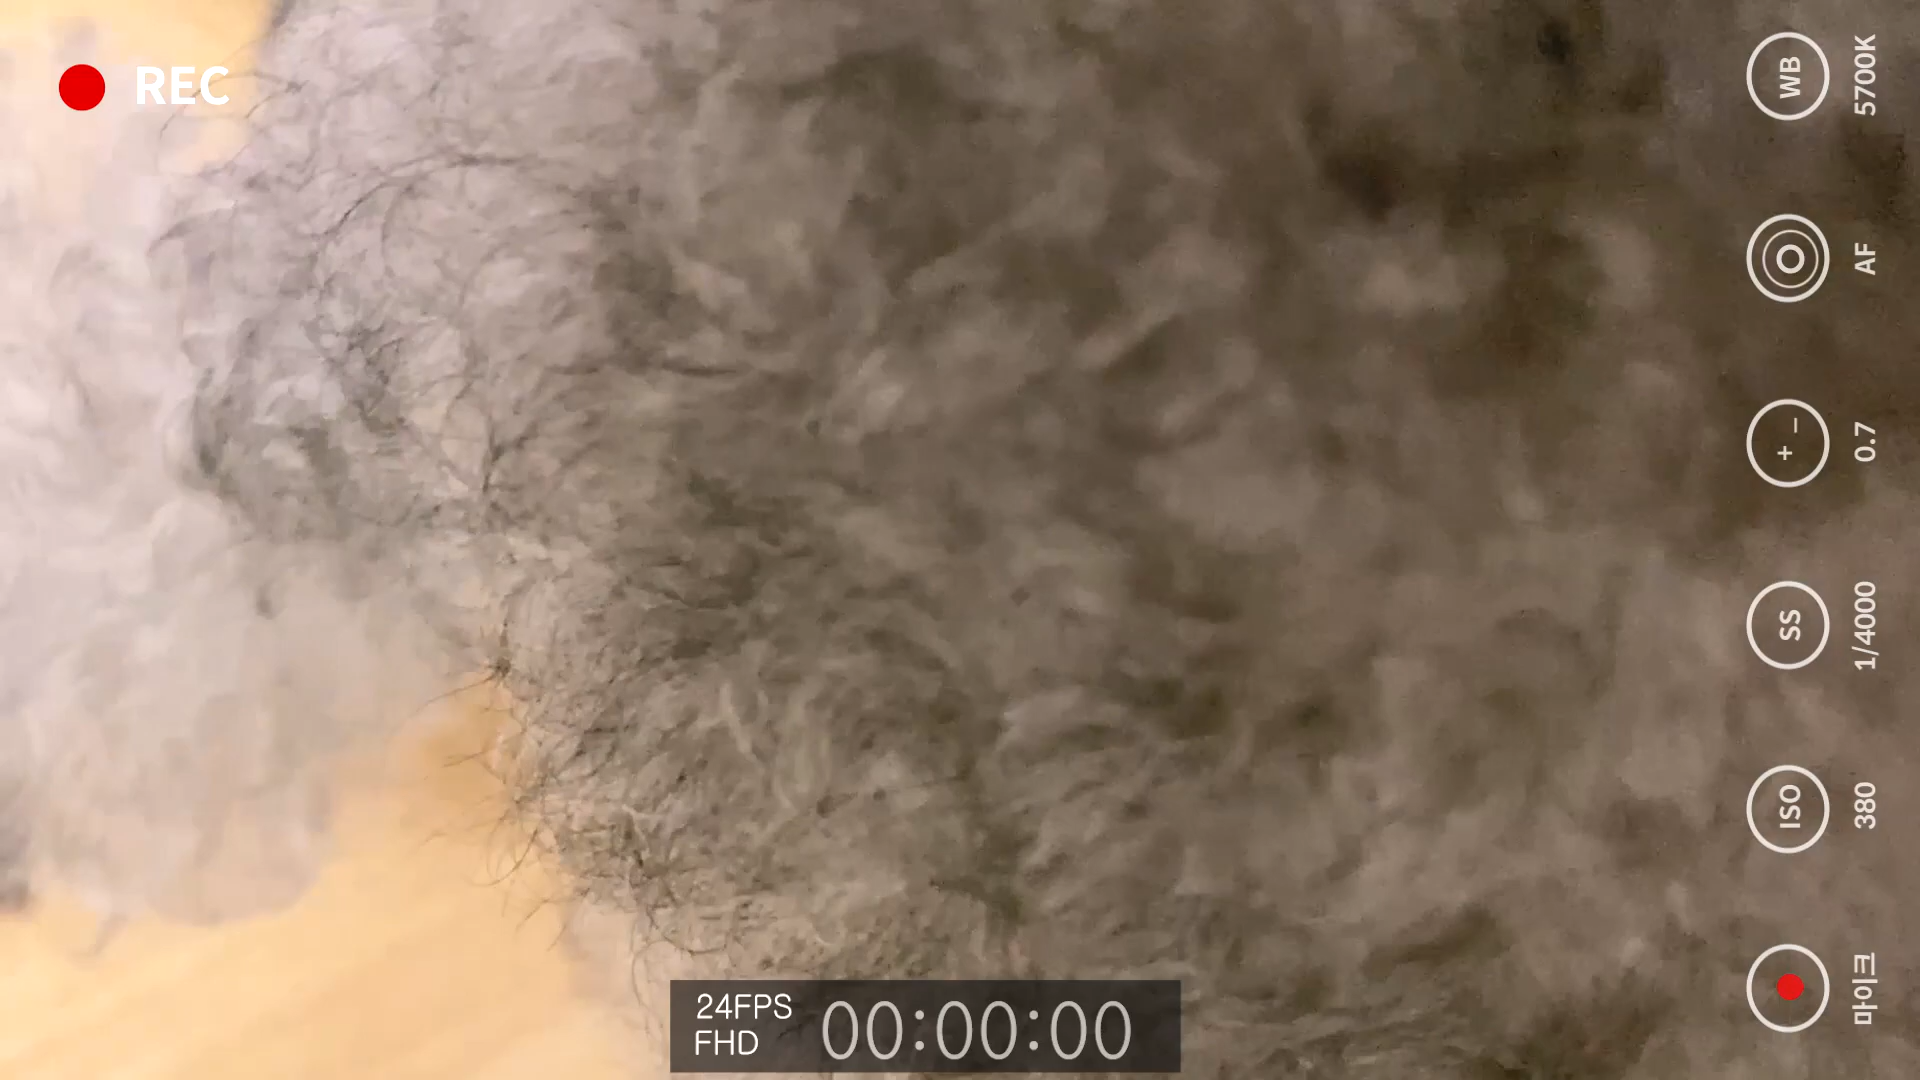 REC
WB
5700K
AF
+ −
0.7
SS
1/4000
ISO
380
마이크
24FPS
FHD
00:00:00